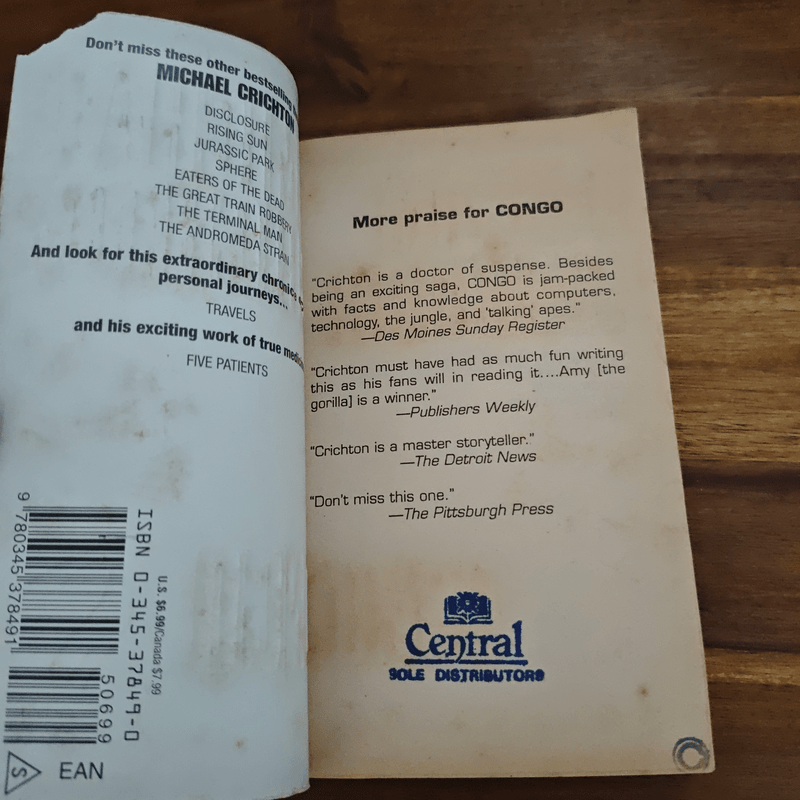 Don't miss these other bestselling
MICHAEL CRICHTON
DISCLOSURE
RISING SUN
JURASSIC PARK
SPHERE
EATERS OF THE DEAD
THE GREAT TRAIN ROBBERY
THE TERMINAL MAN
THE ANDROMEDA STRAIN
And look for this extraordinary chronicle
personal journeys...
TRAVELS
and his exciting work of true
FIVE PATIENTS
ISBN 0-345-37849-0
U.S. $6.99/Canada $7.99
9 780345 378491
50699
S
EAN
More praise for CONGO
"Crichton is a doctor of suspense. Besides
being an exciting saga, CONGO is jam-packed
with facts and knowledge about computers,
technology, the jungle, and 'talking' apes."
—Des Moines Sunday Register
"Crichton must have had as much fun writing
this as his fans will in reading it....Amy [the
gorilla] is a winner."
—Publishers Weekly
"Crichton is a master storyteller."
—The Detroit News
"Don't miss this one."
—The Pittsburgh Press
Central
SOLE DISTRIBUTORS